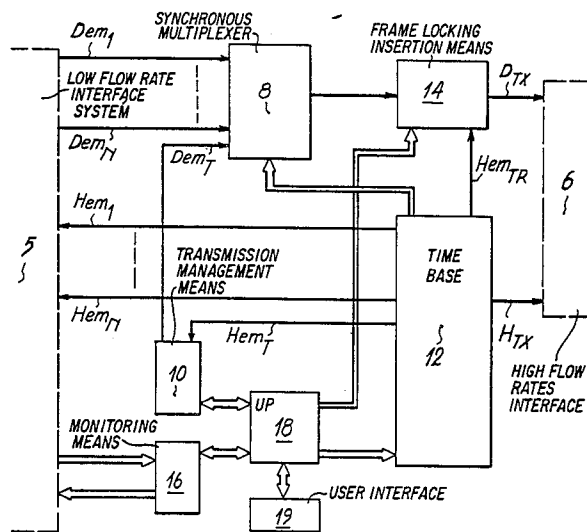 SYNCHRONOUS
MULTIPLEXER
FRAME LOCKING
INSERTION MEANS
Dem1
LOW FLOW RATE
INTERFACE
SYSTEM
8
14
DTX
DemN
DemT
HemTR
6
Hem1
5
TRANSMISSION
MANAGEMENT
MEANS
TIME
BASE
HemN
HemT
12
HTX
10
UP
18
HIGH FLOW
RATES
INTERFACE
MONITORING
MEANS
16
USER INTERFACE
19